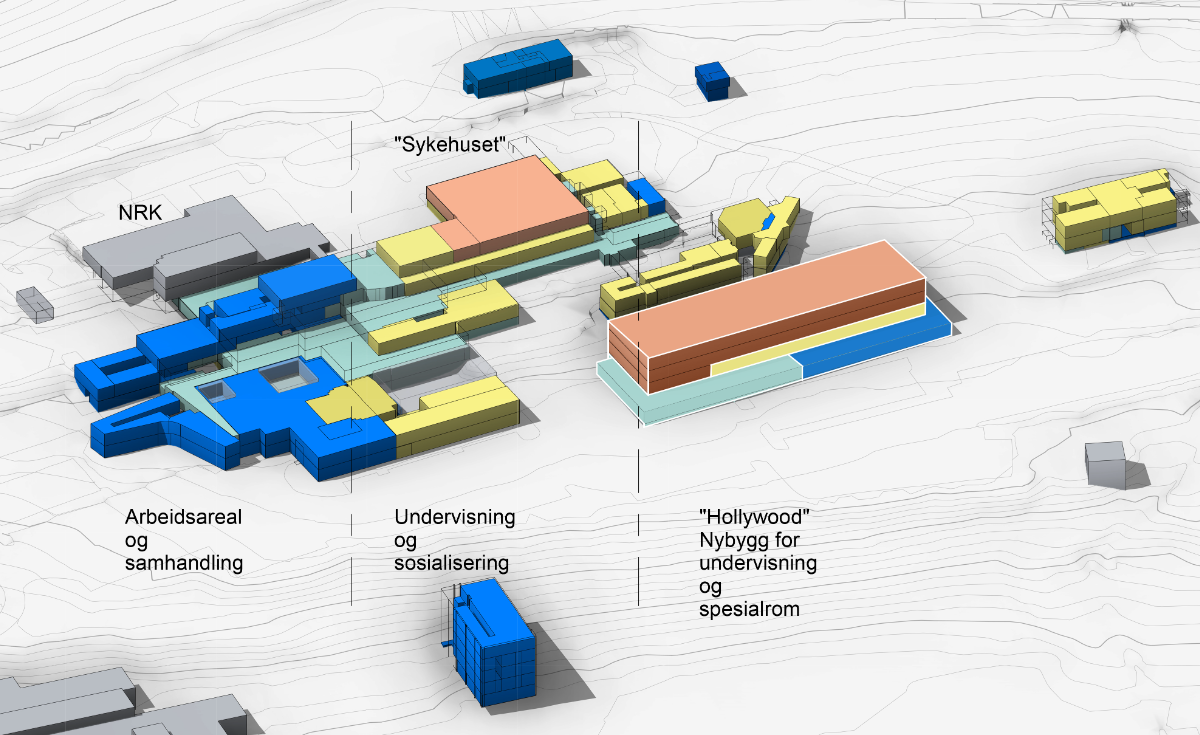 "Sykehuset"
NRK
Arbeidsareal
og
samhandling
Undervisning
og
sosialisering
"Hollywood"
Nybygg for
undervisning
og
spesialrom